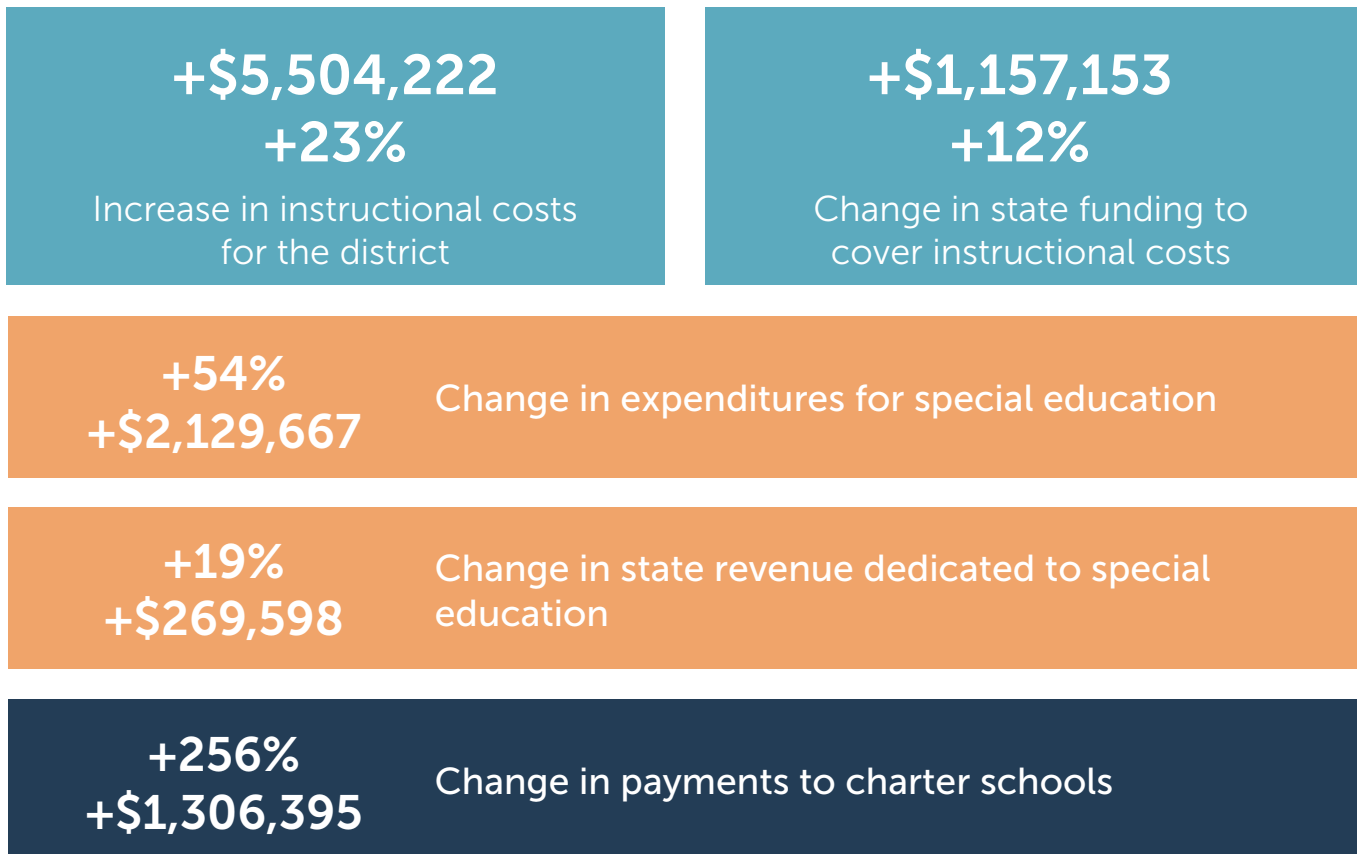 +$5,504,222
+23%
Increase in instructional costs
for the district
+$1,157,153
+12%
Change in state funding to
cover instructional costs
+54%
+$2,129,667
Change in expenditures for special education
+19%
+$269,598
Change in state revenue dedicated to special
education
+256%
+$1,306,395
Change in payments to charter schools